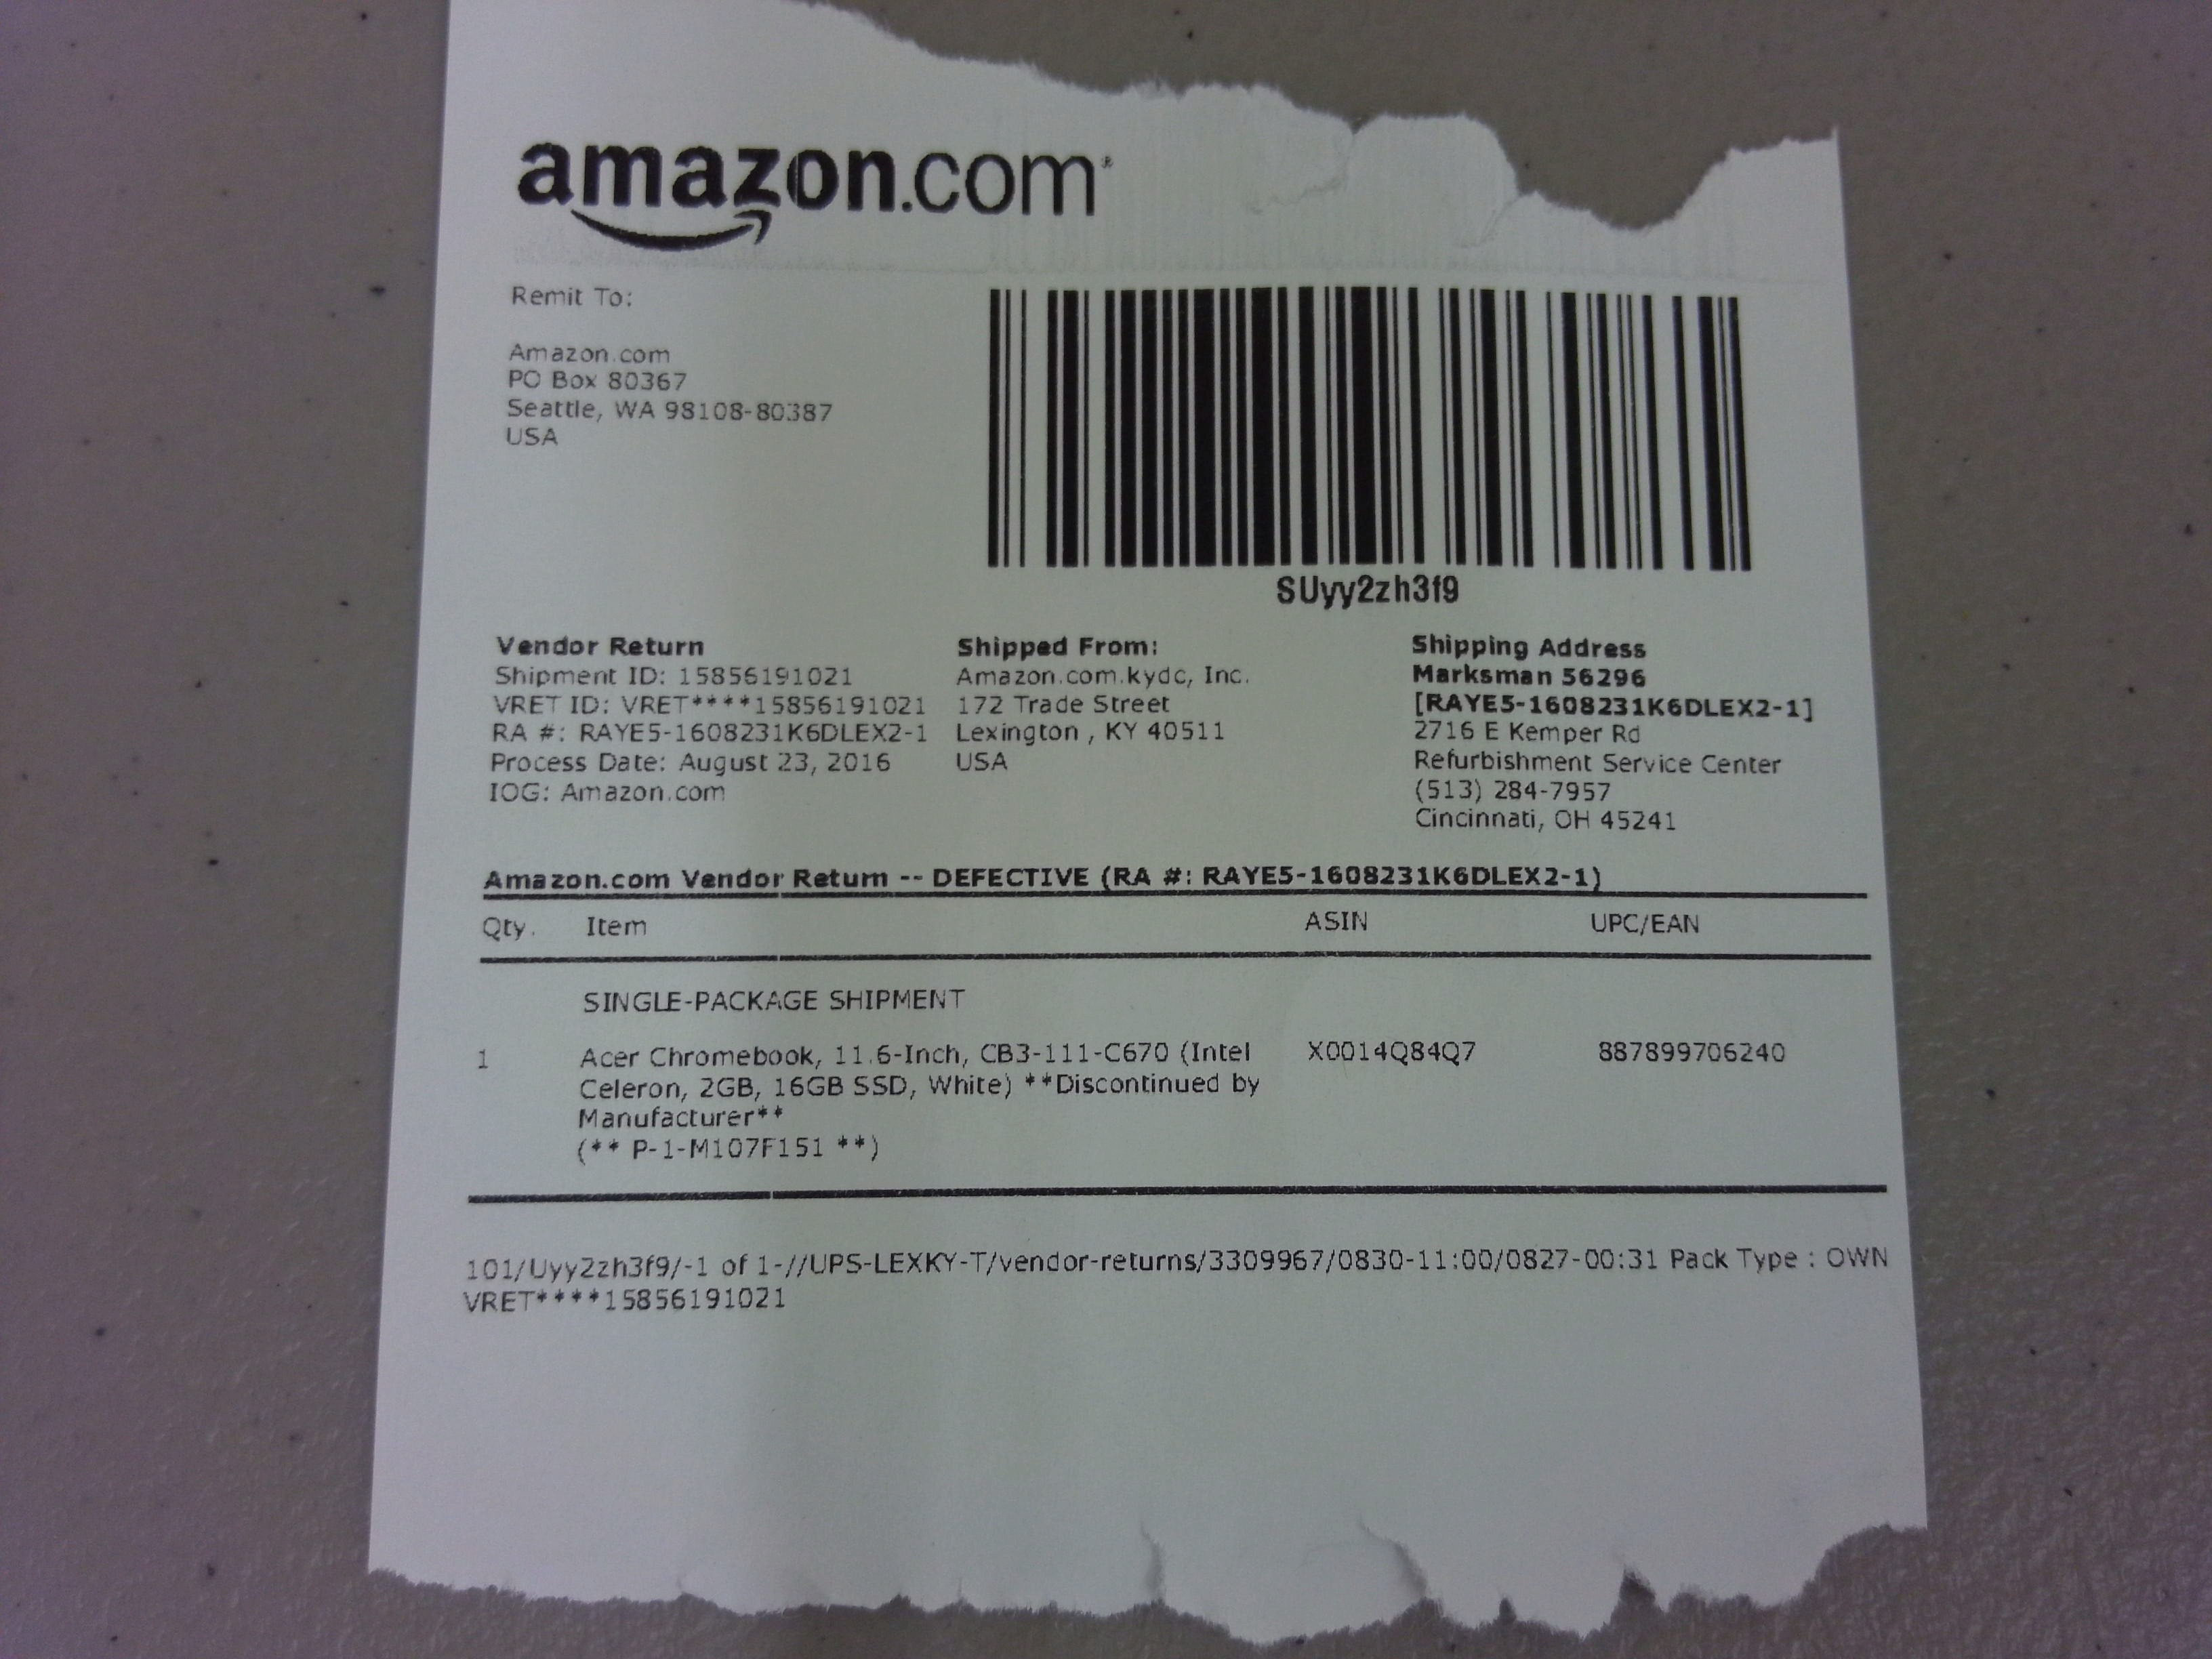 amazon.com
Remit To:
Amazon.com
PO Box 80367
Seattle, WA 98108-80387
USA
SUyy2zh3f9
Vendor Return
Shipment ID: 15856191021
VRET ID: VRET****15856191021
RA #: RAYE5-1608231K6DLEX2-1
Process Date: August 23, 2016
IOG: Amazon.com
Shipped From:
Amazon.com.kydc, Inc.
172 Trade Street
Lexington , KY 40511
USA
Shipping Address
Marksman 56296
[RAYE5-1608231K6DLEX2-1]
2716 E Kemper Rd
Refurbishment Service Center
(513) 284-7957
Cincinnati, OH 45241
Amazon.com Vendor Return -- DEFECTIVE (RA #: RAYE5-1608231K6DLEX2-1)
Qty. Item ASIN UPC/EAN
SINGLE-PACKAGE SHIPMENT
1 Acer Chromebook, 11.6-Inch, CB3-111-C670 (Intel X0014Q84Q7 887899706240
Celeron, 2GB, 16GB SSD, White) **Discontinued by
Manufacturer**
(** P-1-M107F151 **)
101/Uyy2zh3f9/-1 of 1-//UPS-LEXKY-T/vendor-returns/3309967/0830-11:00/0827-00:31 Pack Type : OWN
VRET****15856191021